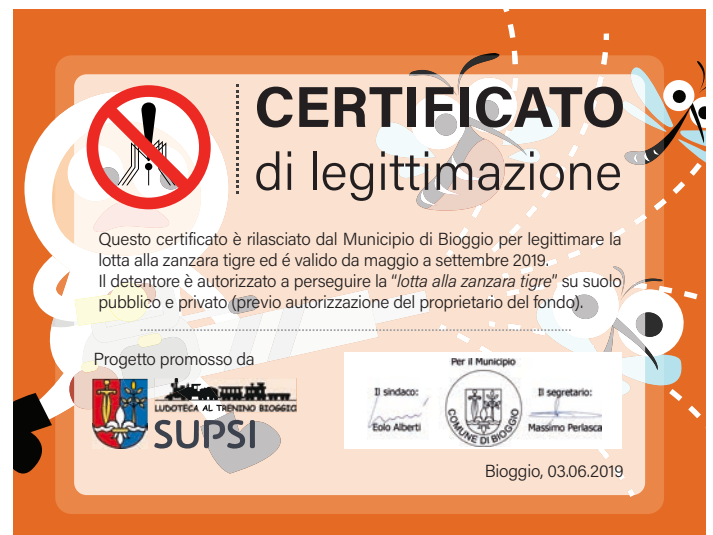 CERTIFICATO
di legittimazione
Questo certificato è rilasciato dal Municipio di Bioggio per legittimare la
lotta alla zanzara tigre ed é valido da maggio a settembre 2019.
Il detentore è autorizzato a perseguire la "lotta alla zanzara tigre" su suolo
pubblico e privato (previo autorizzazione del proprietario del fondo).
Progetto promosso da
LUDOTECA AL TRENINO BIOGGIO
SUPSI
Per il Municipio
Il sindaco:
Il segretario:
Eolo Alberti
Massimo Perlasca
COMUNE DI BIOGGIO
Bioggio, 03.06.2019